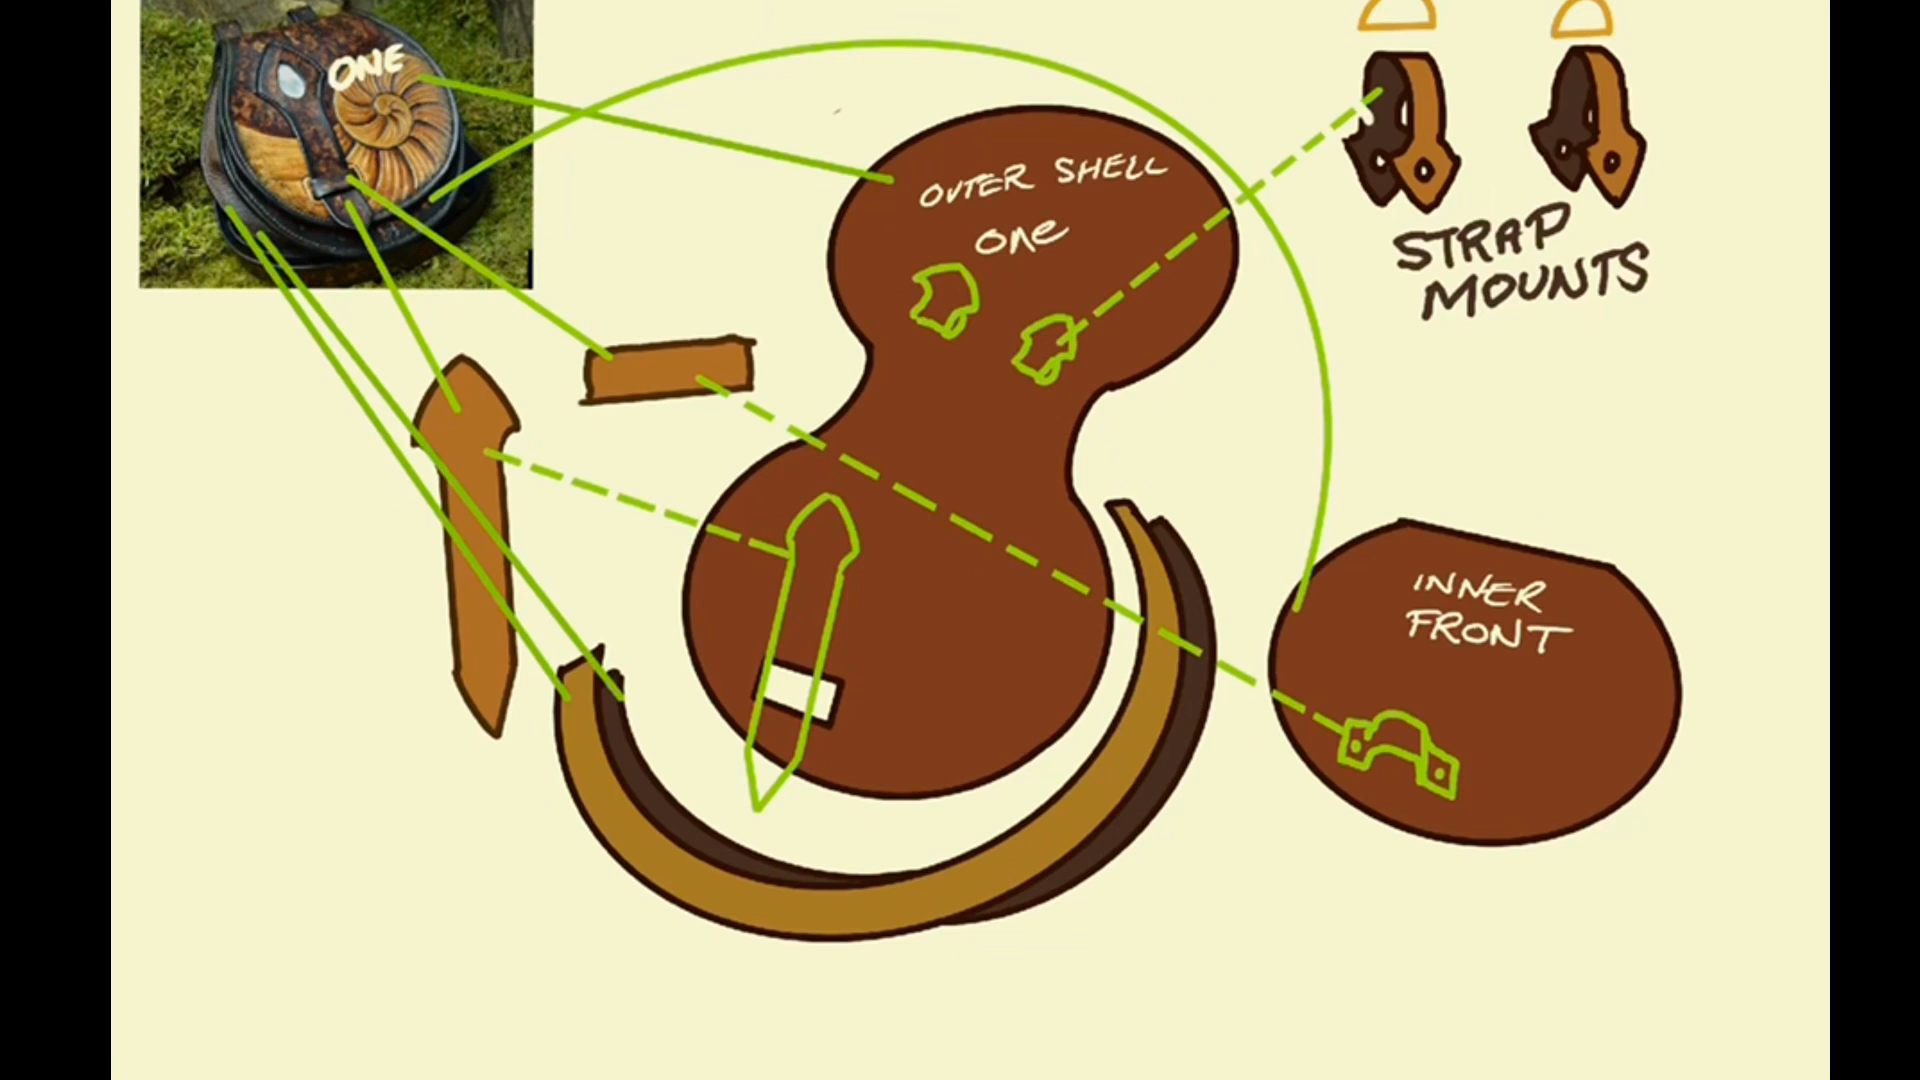 ONE
OUTER SHELL
One
STRAP
MOUNTS
INNER
FRONT